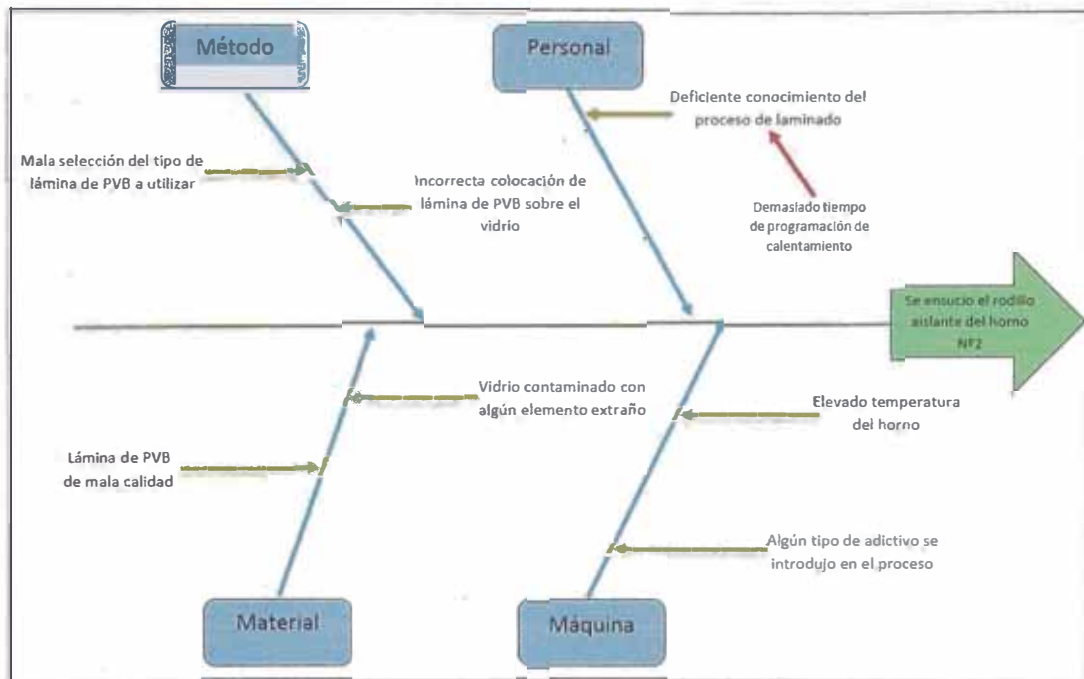 Método
Personal
Deficiente conocimiento del
proceso de laminado
Mala selección del tipo de
lámina de PVB a utilizar
Incorrecta colocación de
lámina de PVB sobre el
vidrio
Demasiado tiempo
de programación de
calentamiento
Se ensucio el rodillo
aislante del horno
Nº2
Vidrio contaminado con
algún elemento extraño
Elevado temperatura
del horno
Lámina de PVB
de mala calidad
Algún tipo de adictivo se
introdujo en el proceso
Material
Máquina